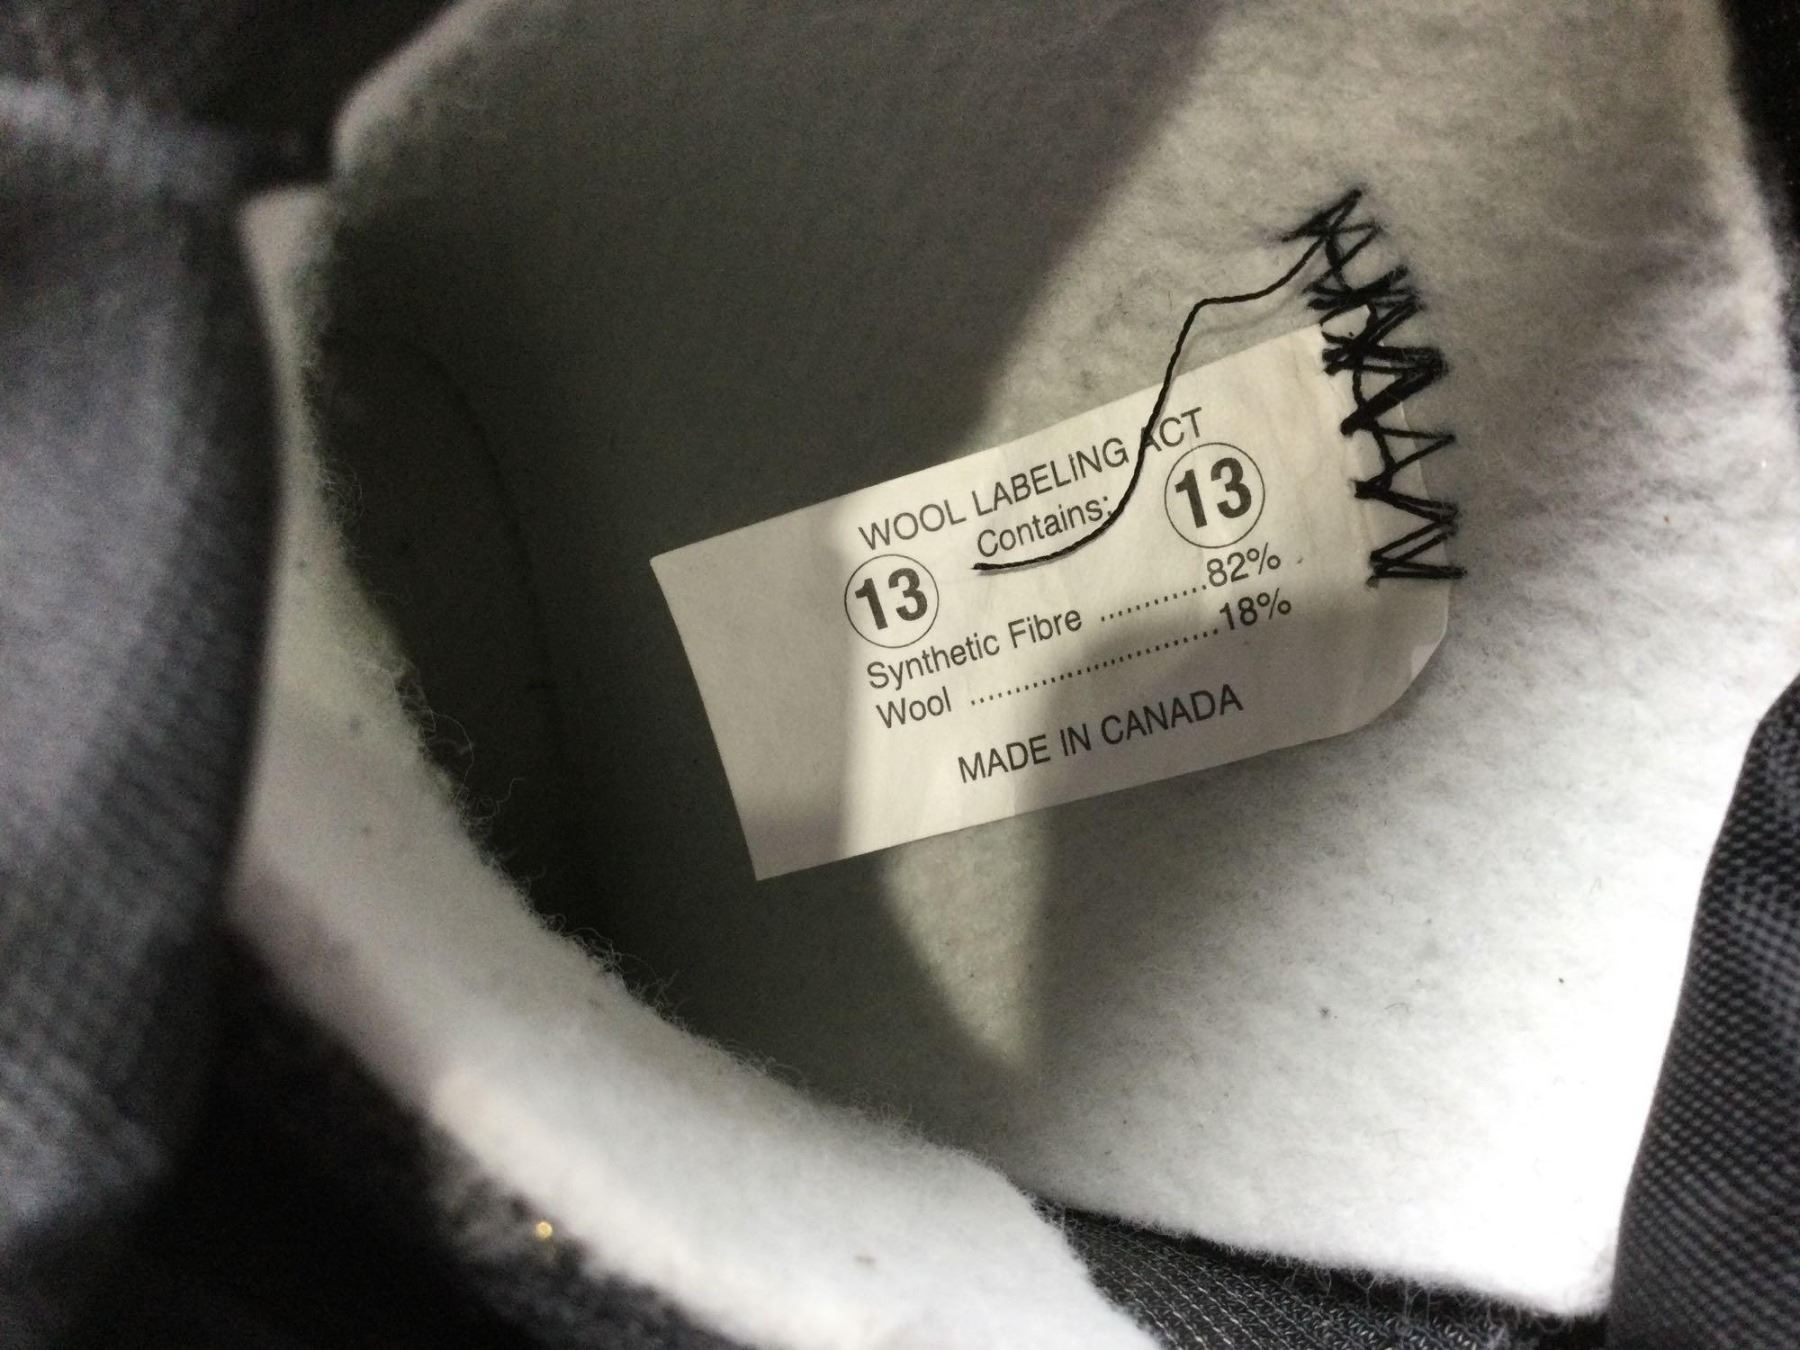 WOOL LABELING ACT
Contains:
13
13
Synthetic Fibre ............82%
Wool ..........................18%
MADE IN CANADA